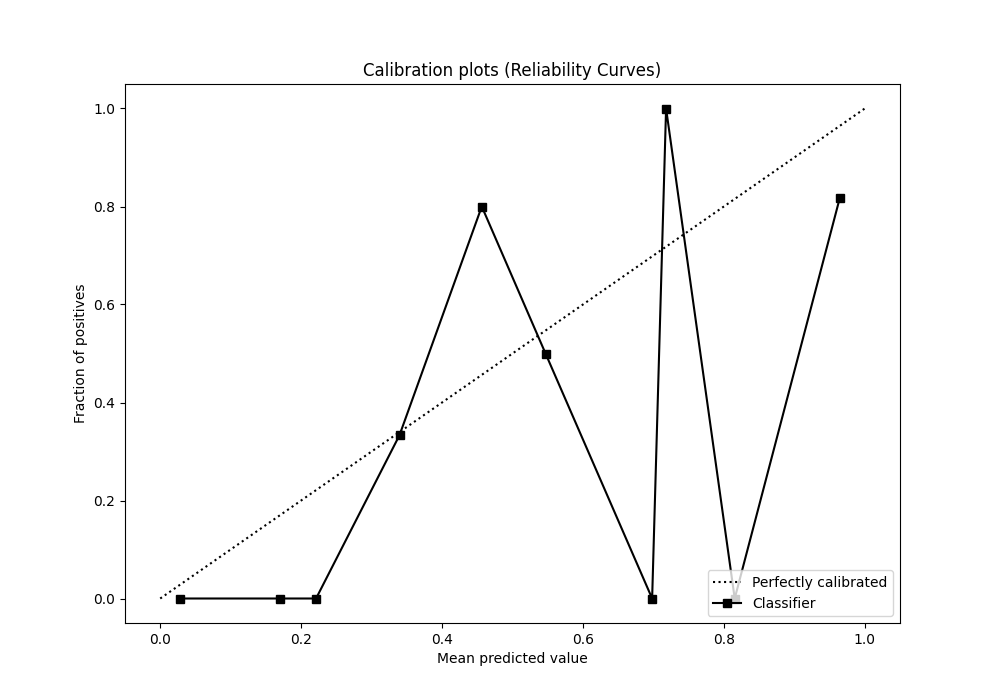 Calibration plots (Reliability Curves)
Fraction of positives
1.0
0.8
0.6
0.4
0.2
0.0
0.0 0.2 0.4 0.6 0.8 1.0
Mean predicted value
Perfectly calibrated
Classifier